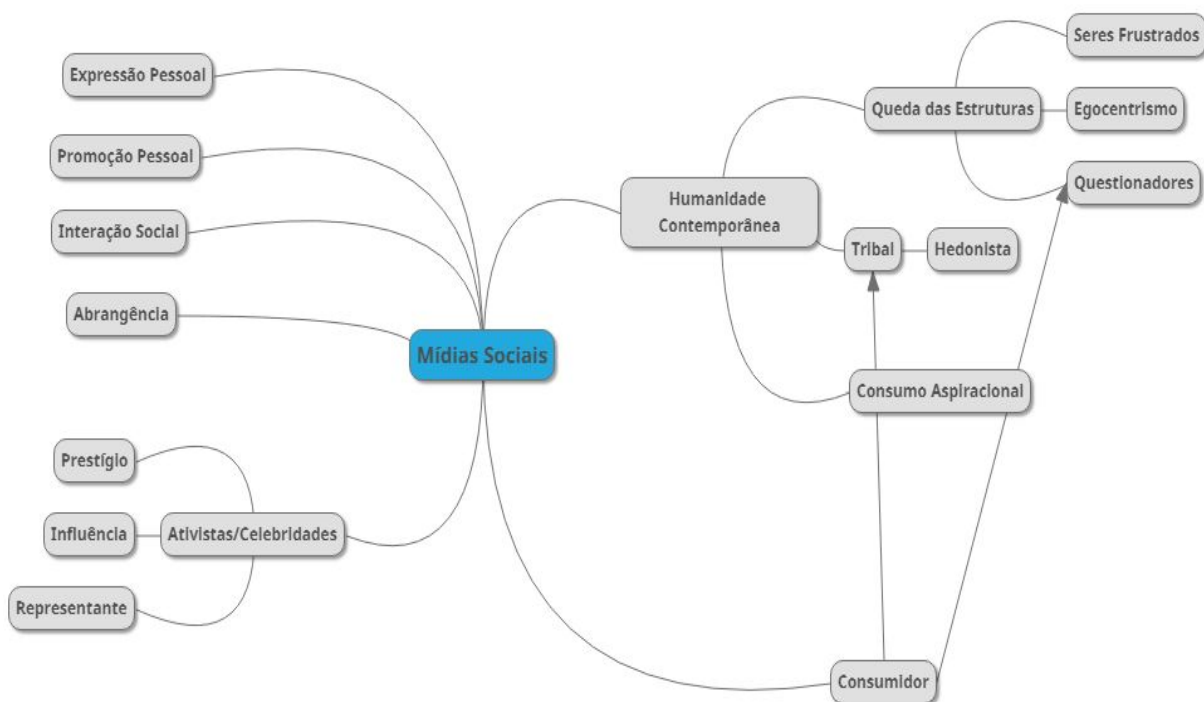 Expressão Pessoal
Promoção Pessoal
Interação Social
Abrangência
Mídias Sociais
Prestígio
Influência
Ativistas/Celebridades
Representante
Humanidade
Contemporânea
Queda das Estruturas
Seres Frustrados
Egocentrismo
Questionadores
Tribal
Hedonista
Consumo Aspiracional
Consumidor